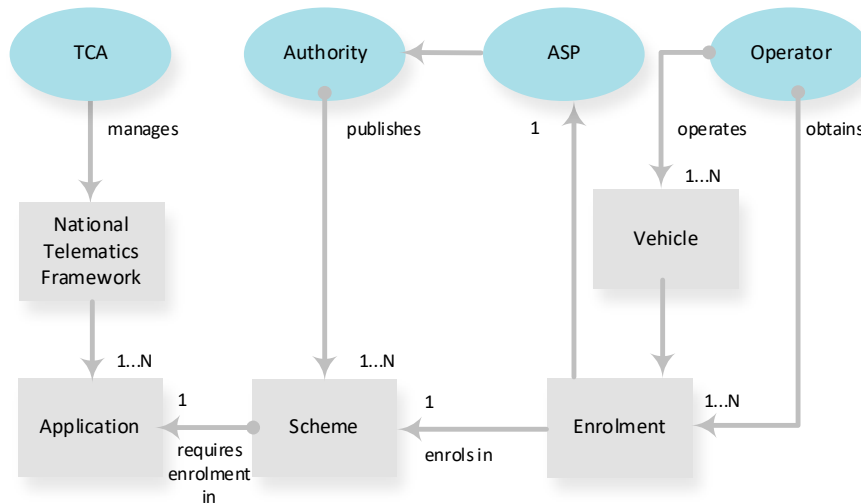 TCA
Authority
ASP
Operator
manages
publishes
1
operates
obtains
1...N
National
Telematics
Framework
Vehicle
1...N
1...N
1
1
1...N
Application
Scheme
Enrolment
requires
enrolment
in
enrols in